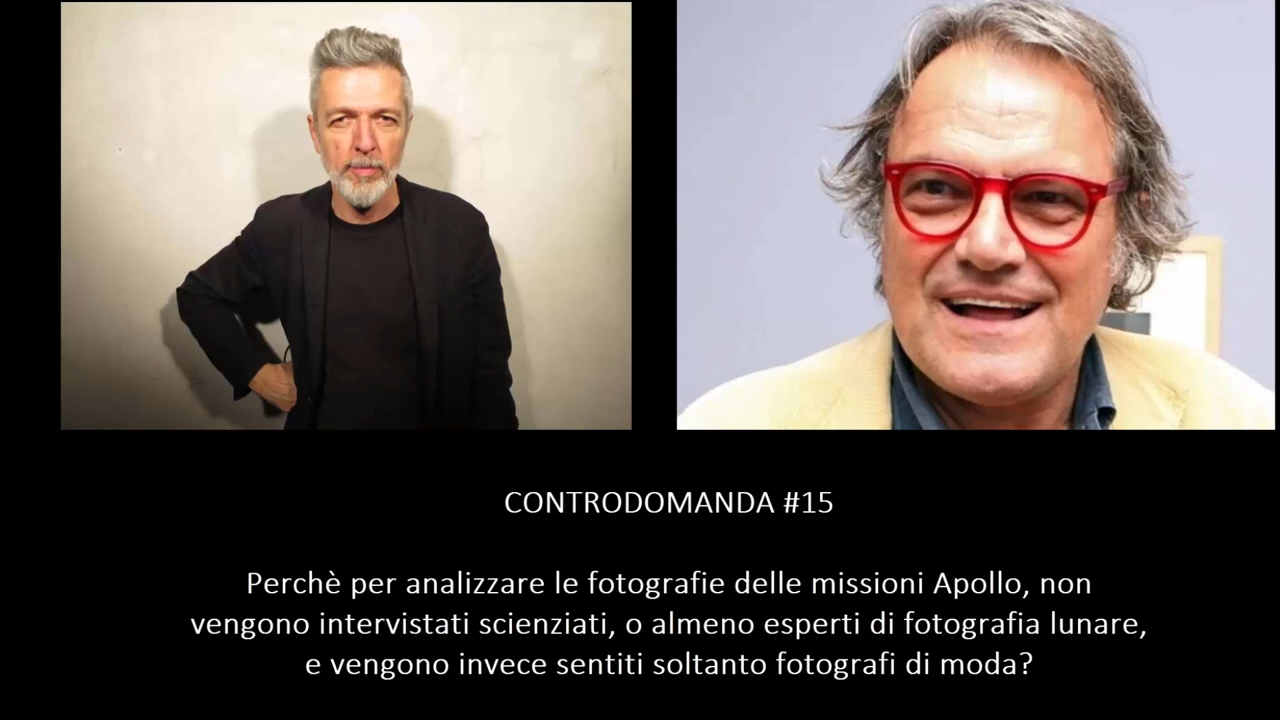 CONTRODOMANDA #15
Perchè per analizzare le fotografie delle missioni Apollo, non
vengono intervistati scienziati, o almeno esperti di fotografia lunare,
e vengono invece sentiti soltanto fotografi di moda?